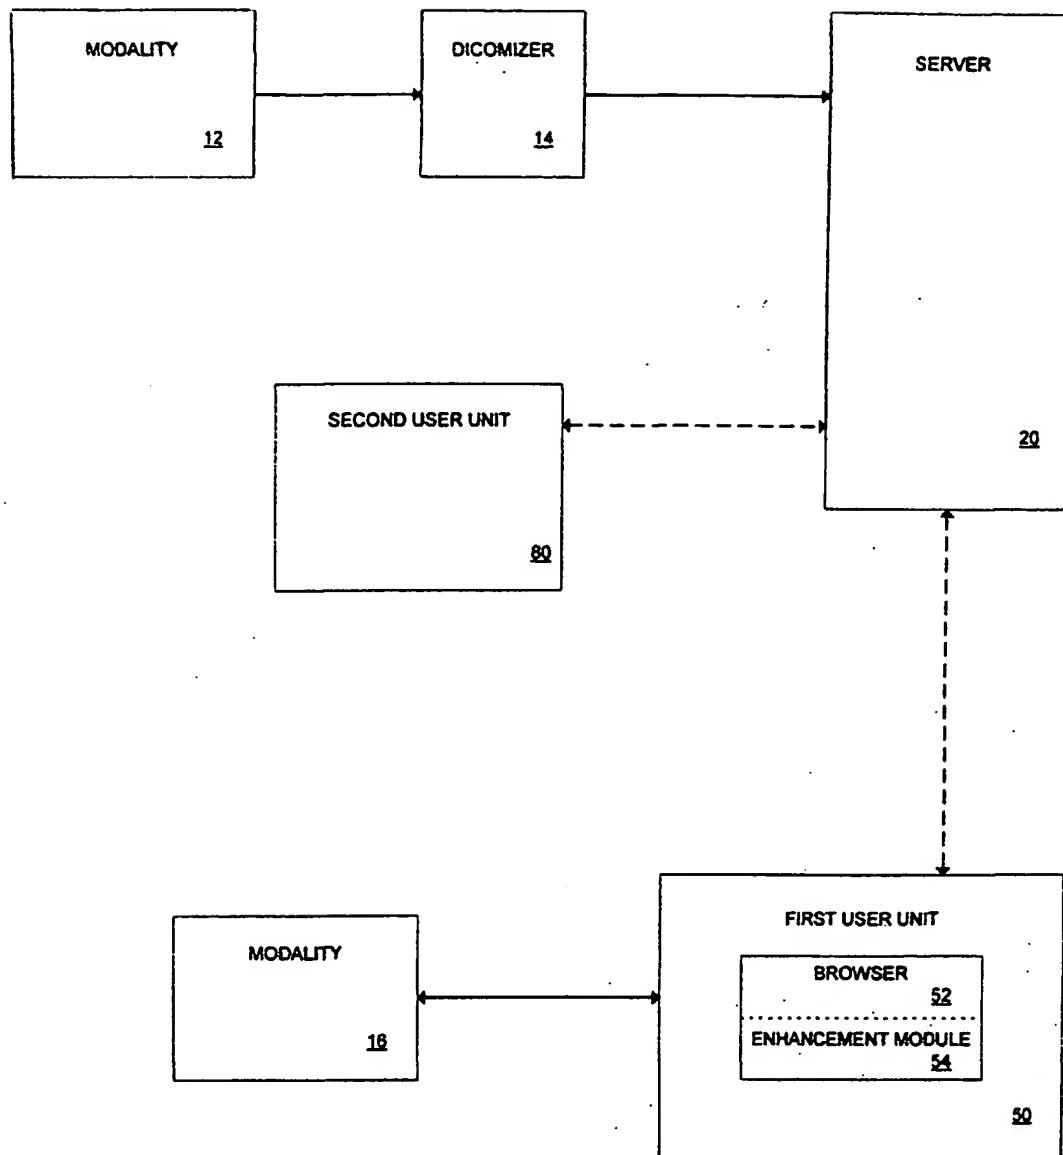 MODALITY
12
DICOMIZER
14
SERVER
20
SECOND USER UNIT
80
FIRST USER UNIT
BROWSER
52
ENHANCEMENT MODULE
54
50
MODALITY
16